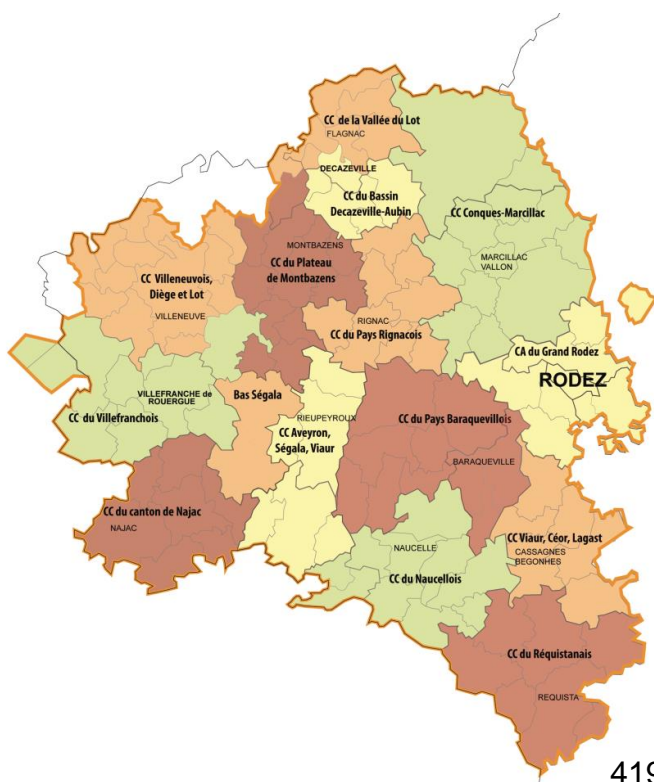 CC de la Vallée du Lot
FLAGNAC
DECAZEVILLE
CC du Bassin
Decazeville-Aubin
CC Conques-Marcillac
MONTBAZENS
CC du Plateau
de Montbazens
MARCILLAC
VALLON
CC Villeneuvois,
Diège et Lot
VILLENEUVE
RIGNAC
CC du Pays Rignacois
CA du Grand Rodez
RODEZ
VILLEFRANCHE de
ROUERGUE
CC du Villefranchois
Bas Ségala
RIEUPEYROUX
CC Aveyron,
Ségala, Viaur
CC du Pays Baraquevillois
BARAQUEVILLE
CC du canton de Najac
NAJAC
NAUCELLE
CC du Naucellois
CC Viaur, Céor, Lagast
CASSAGNES
BEGONHES
CC du Réquistanais
REQUISTA
419